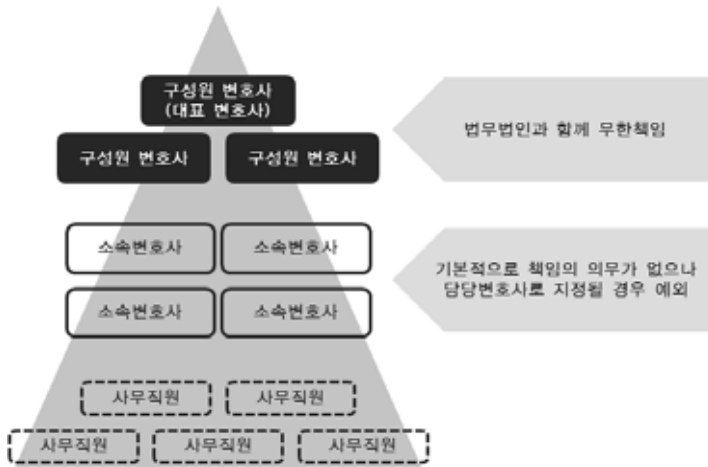 구성원 변호사
(대표 변호사)
구성원 변호사
구성원 변호사
법무법인과 함께 무한책임
소속변호사
소속변호사
소속변호사
소속변호사
기본적으로 책임의 의무가 없으나
담당변호사로 지정될 경우 예외
사무직원
사무직원
사무직원
사무직원
사무직원